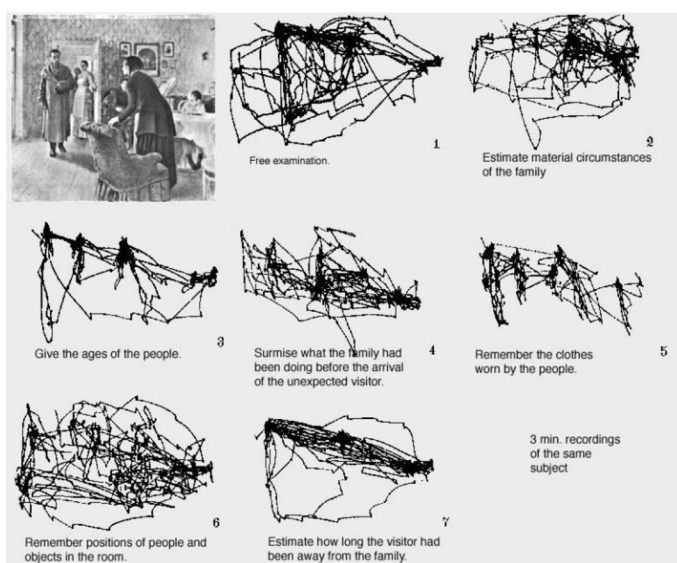 1
Free examination.
2
Estimate material circumstances
of the family
3
Give the ages of the people.
4
Surmise what the family had
been doing before the arrival
of the unexpected visitor.
5
Remember the clothes
worn by the people.
6
Remember positions of people and
objects in the room.
7
Estimate how long the visitor had
been away from the family.
3 min. recordings
of the same
subject